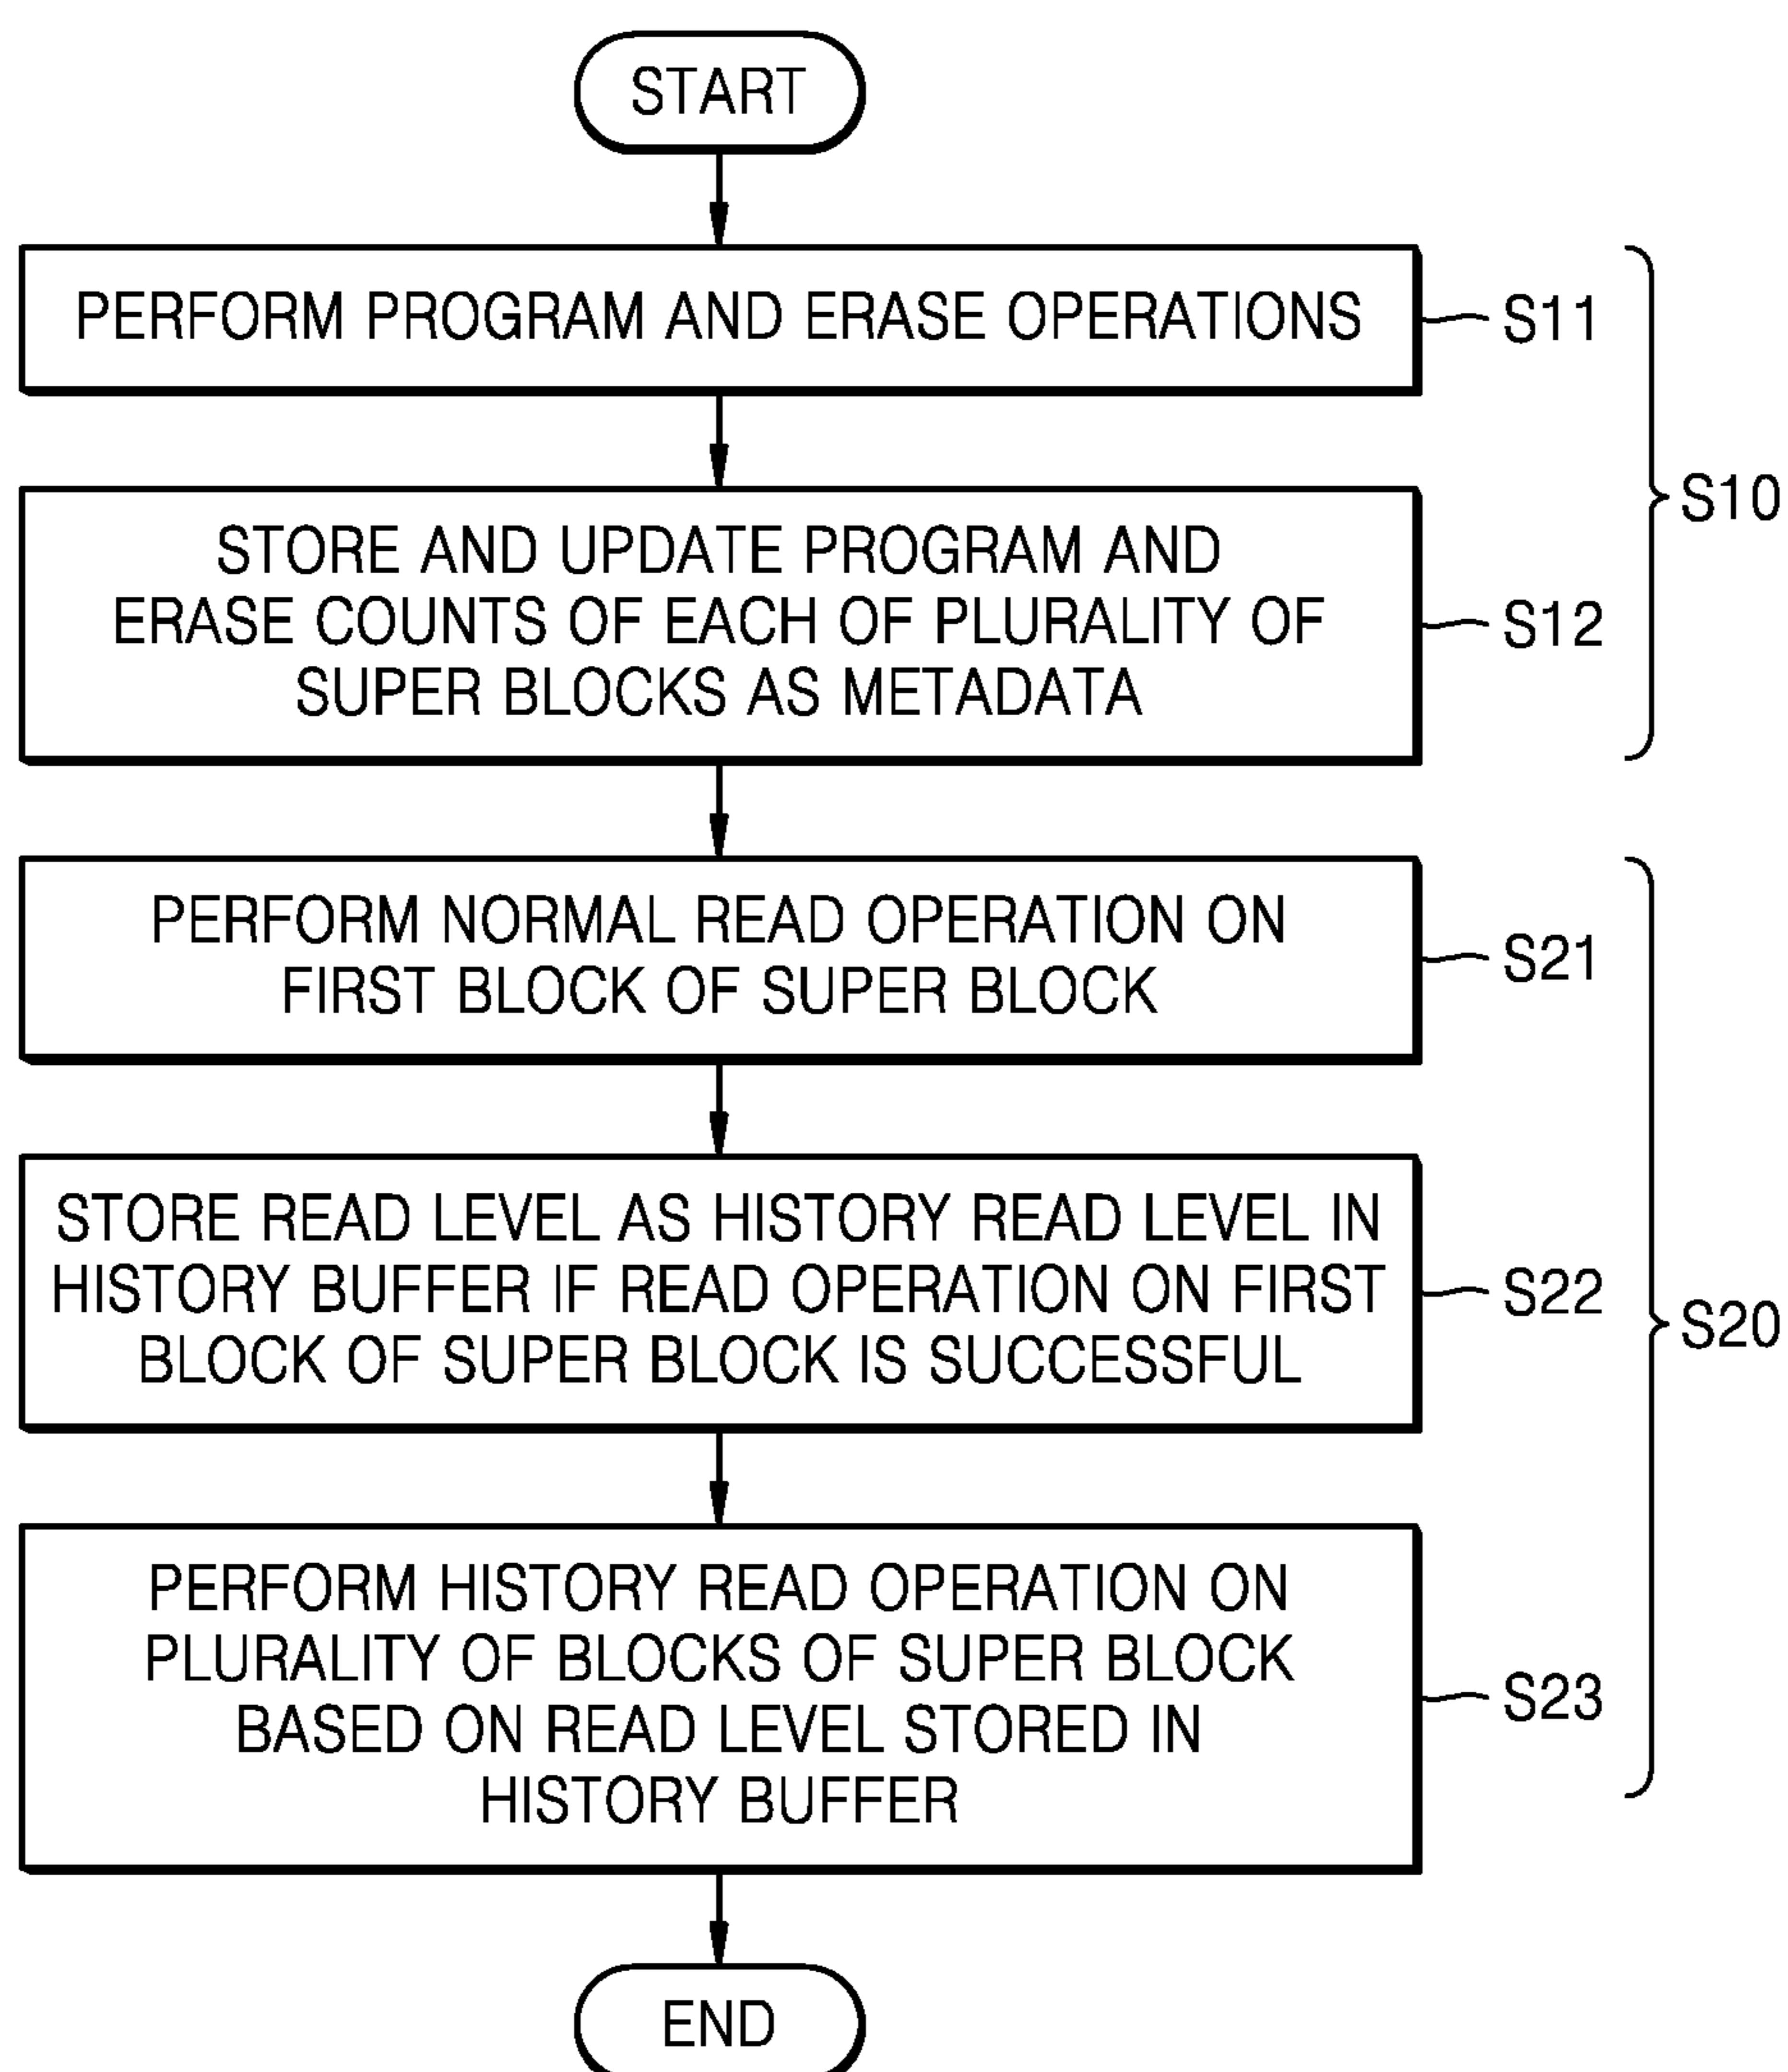 START
PERFORM PROGRAM AND ERASE OPERATIONS
S11
STORE AND UPDATE PROGRAM AND
ERASE COUNTS OF EACH OF PLURALITY OF
SUPER BLOCKS AS METADATA
S12
S10
PERFORM NORMAL READ OPERATION ON
FIRST BLOCK OF SUPER BLOCK
S21
STORE READ LEVEL AS HISTORY READ LEVEL IN
HISTORY BUFFER IF READ OPERATION ON FIRST
BLOCK OF SUPER BLOCK IS SUCCESSFUL
S22
S20
PERFORM HISTORY READ OPERATION ON
PLURALITY OF BLOCKS OF SUPER BLOCK
BASED ON READ LEVEL STORED IN
HISTORY BUFFER
S23
END